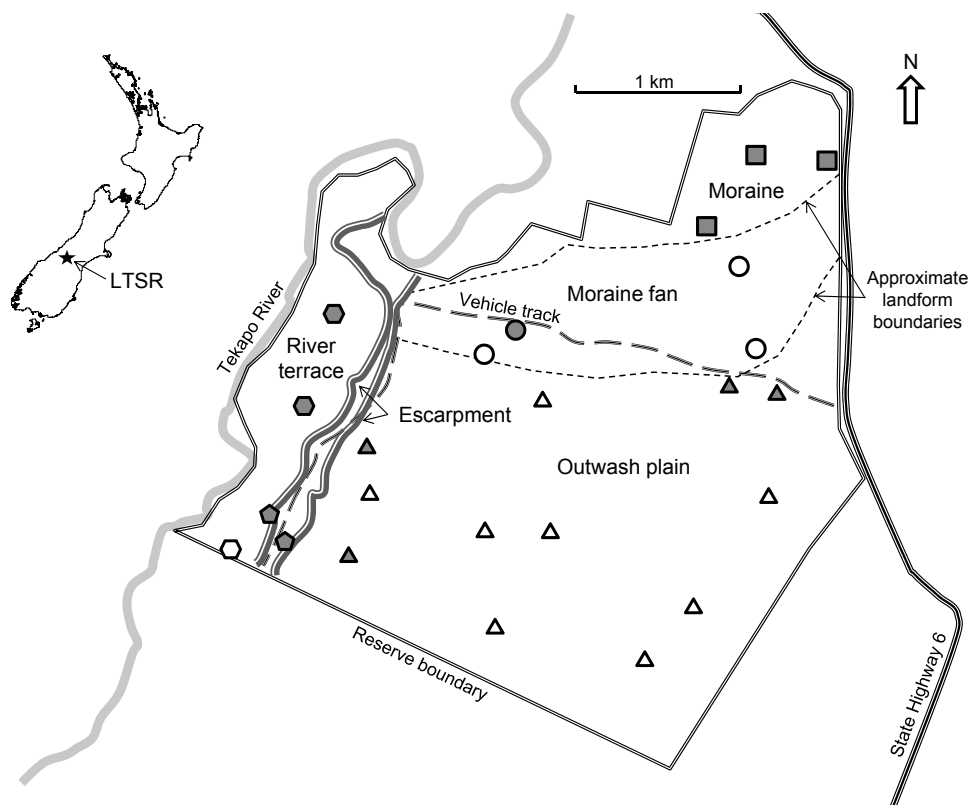 N
1 km
Moraine
LTSR
Approximate
landform
boundaries
Moraine fan
Vehicle track
Tekapo River
River
terrace
Escarpment
Outwash plain
Reserve boundary
State Highway 6